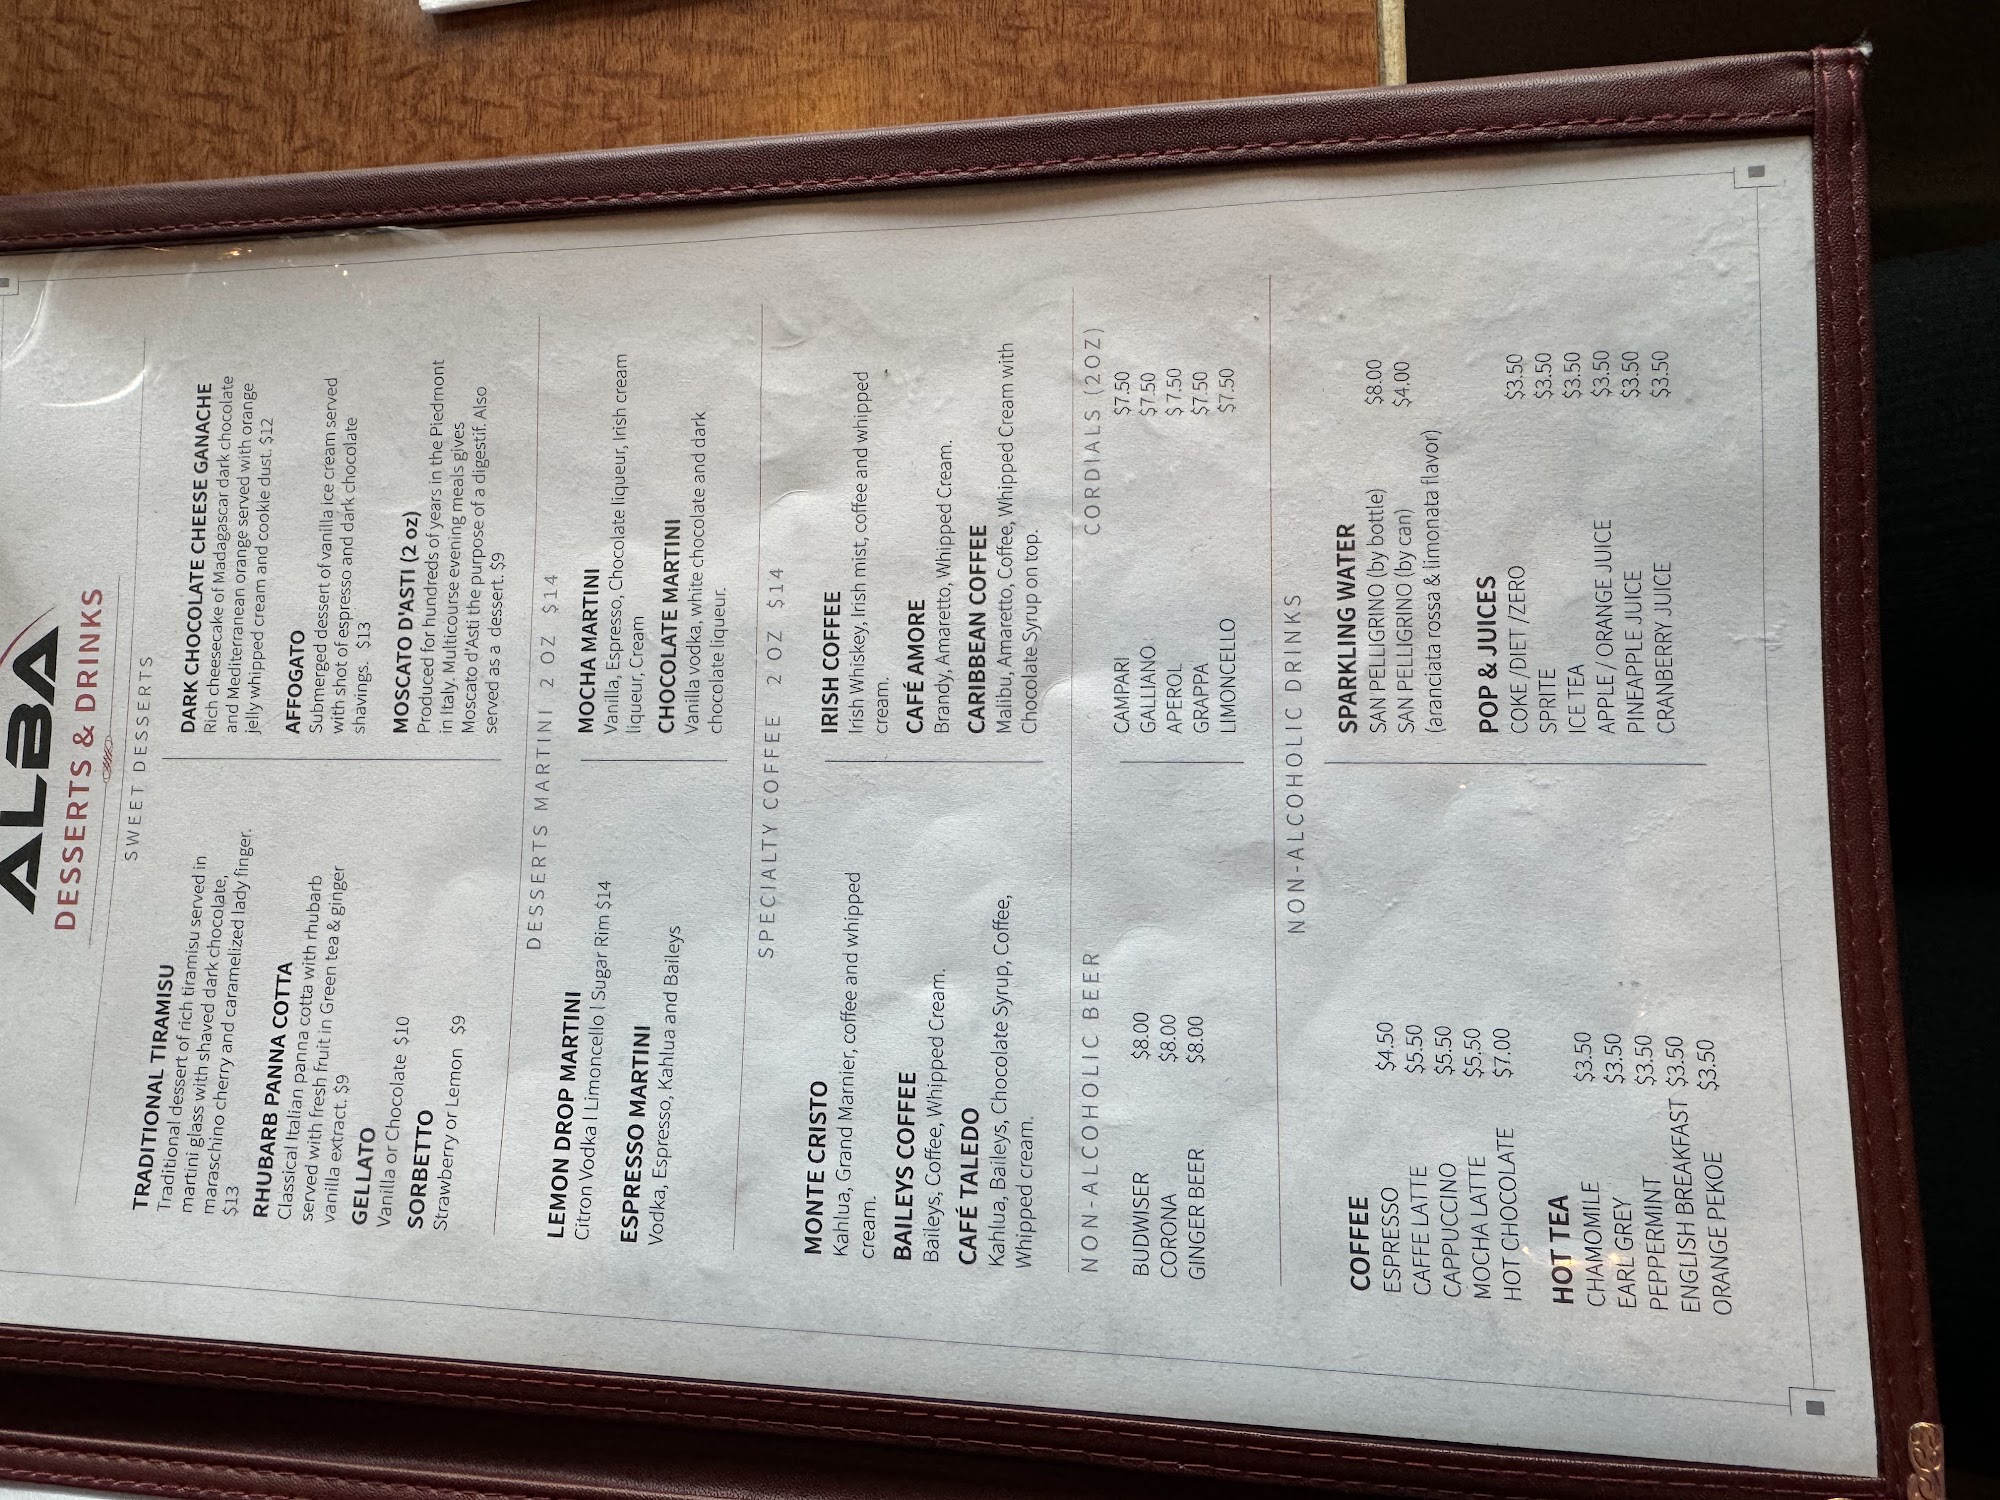 ALBA
DESSERTS & DRINKS
SWEET DESSERTS
TRADITIONAL TIRAMISU
Traditional dessert of rich tiramisu served in
martini glass with shaved dark chocolate,
maraschino cherry and caramelized lady finger.
$13
RHUBARB PANNA COTTA
Classical Italian panna cotta with rhubarb
served with fresh fruit in Green tea & ginger
vanilla extract. $9
GELLATO
Vanilla or Chocolate $10
SORBETTO
Strawberry or Lemon $9
DARK CHOCOLATE CHEESE GANACHE
Rich cheesecake of Madagascar dark chocolate
and Mediterranean orange served with orange
jelly whipped cream and cookie dust. $12
AFFOGATO
Submerged dessert of vanilla ice cream served
with shot of espresso and dark chocolate
shavings. $13
MOSCATO D'ASTI (2 oz)
Produced for hundreds of years in the Piedmont
in Italy. Multicourse evening meals gives
Moscato d'Asti the purpose of a digestif. Also
served as a dessert. $9
DESSERTS MARTINI 2 OZ $14
LEMON DROP MARTINI
Citron Vodka | Limoncello | Sugar Rim $14
ESPRESSO MARTINI
Vodka, Espresso, Kahlua and Baileys
MOCHA MARTINI
Vanilla, Espresso, Chocolate liqueur, Irish cream
liqueur, Cream
CHOCOLATE MARTINI
Vanilla vodka, white chocolate and dark
chocolate liqueur.
SPECIALTY COFFEE 2 OZ $14
MONTE CRISTO
Kahlua, Grand Marnier, coffee and whipped
cream.
BAILEYS COFFEE
Baileys, Coffee, Whipped Cream.
CAFÉ TALEDO
Kahlua, Baileys, Chocolate Syrup, Coffee,
Whipped cream.
IRISH COFFEE
Irish Whiskey, Irish mist, coffee and whipped
cream.
CAFÉ AMORE
Brandy, Amaretto, Whipped Cream.
CARIBBEAN COFFEE
Malibu, Amaretto, Coffee, Whipped Cream with
Chocolate Syrup on top.
NON-ALCOHOLIC BEER
BUDWISER $8.00
CORONA $8.00
GINGER BEER $8.00
CORDIALS (2OZ)
CAMPARI $7.50
GALLIANO $7.50
APEROL $7.50
GRAPPA $7.50
LIMONCELLO $7.50
NON-ALCOHOLIC DRINKS
COFFEE
ESPRESSO $4.50
CAFFE LATTE $5.50
CAPPUCCINO $5.50
MOCHA LATTE $5.50
HOT CHOCOLATE $7.00
HOT TEA
CHAMOMILE $3.50
EARL GREY $3.50
PEPPERMINT $3.50
ENGLISH BREAKFAST $3.50
ORANGE PEKOE $3.50
SPARKLING WATER
SAN PELLIGRINO (by bottle) $8.00
SAN PELLIGRINO (by can) $4.00
(aranciata rossa & limonata flavor)
POP & JUICES
COKE /DIET /ZERO $3.50
SPRITE $3.50
ICE TEA $3.50
APPLE / ORANGE JUICE $3.50
PINEAPPLE JUICE $3.50
CRANBERRY JUICE $3.50